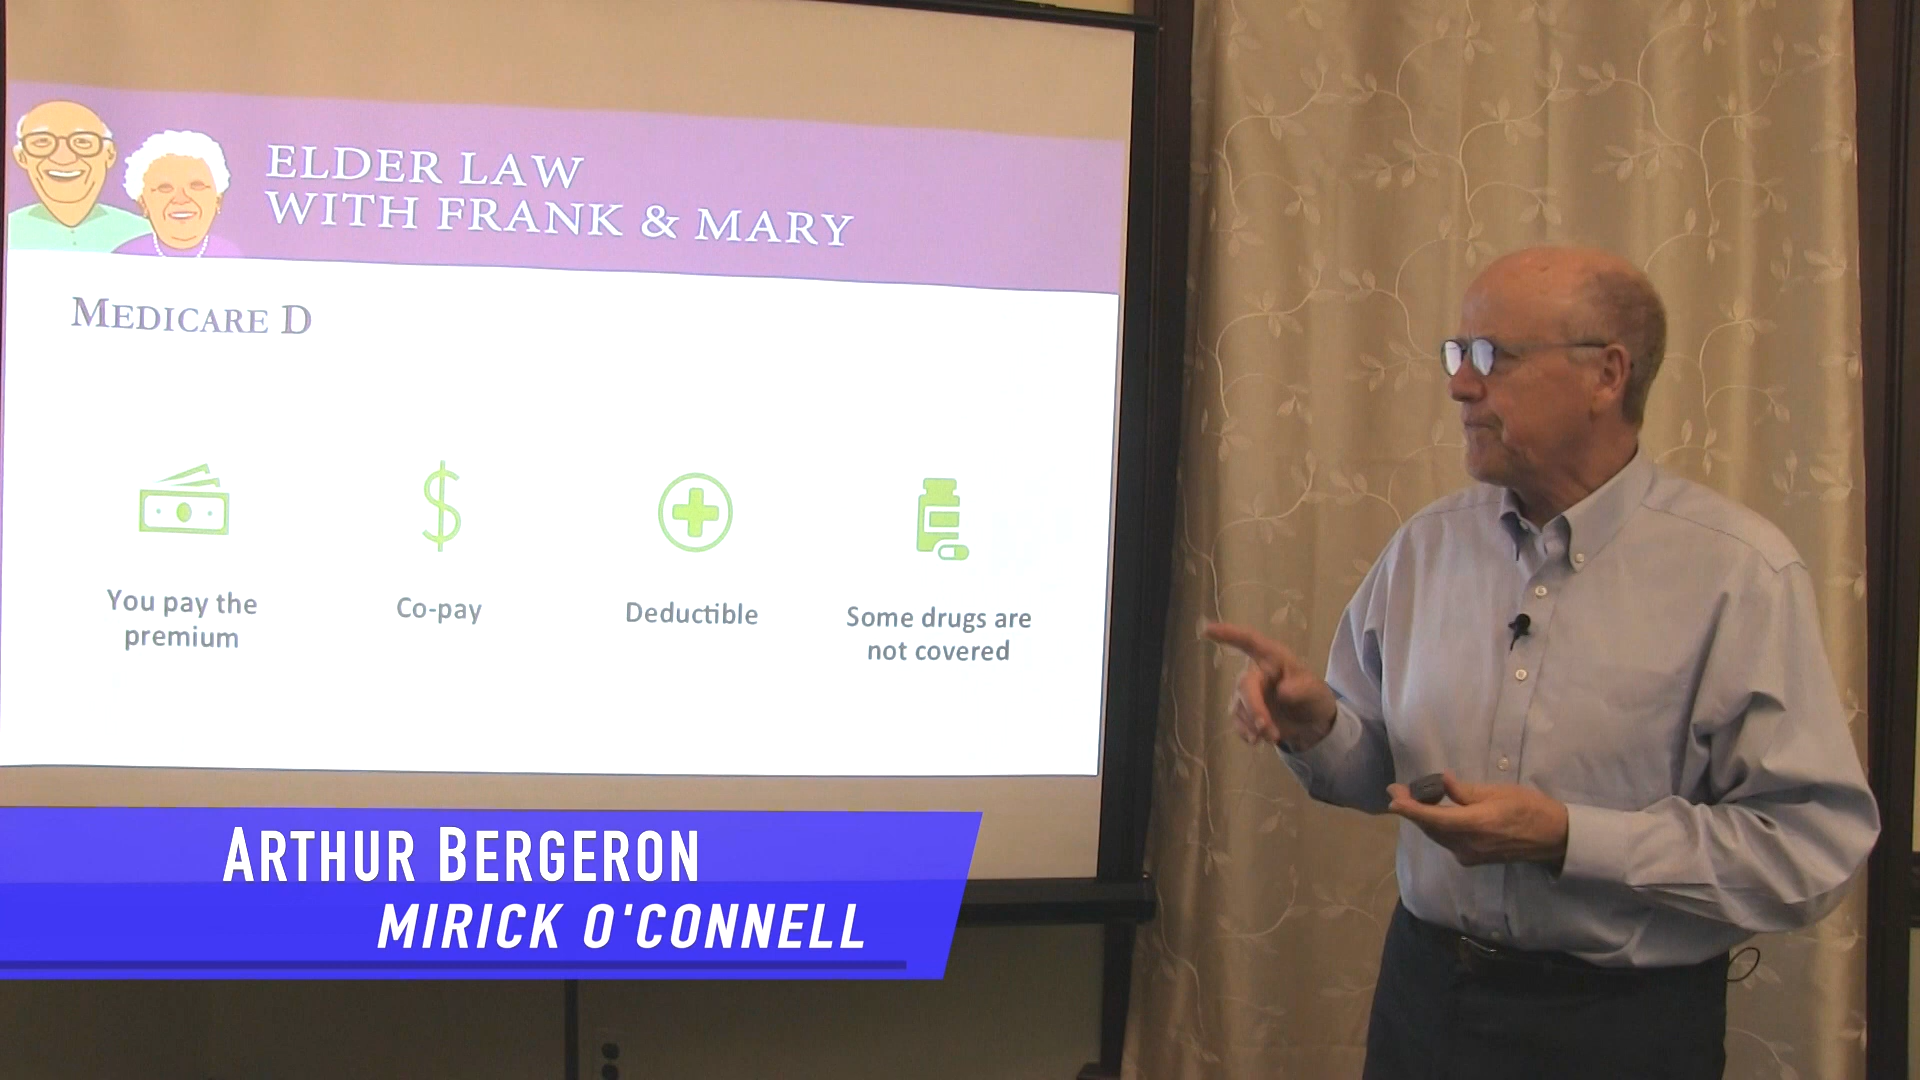 ELDER LAW
WITH FRANK & MARY
MEDICARE D
You pay the
premium
Co-pay
Deductible
Some drugs are
not covered
ARTHUR BERGERON
MIRICK O'CONNELL